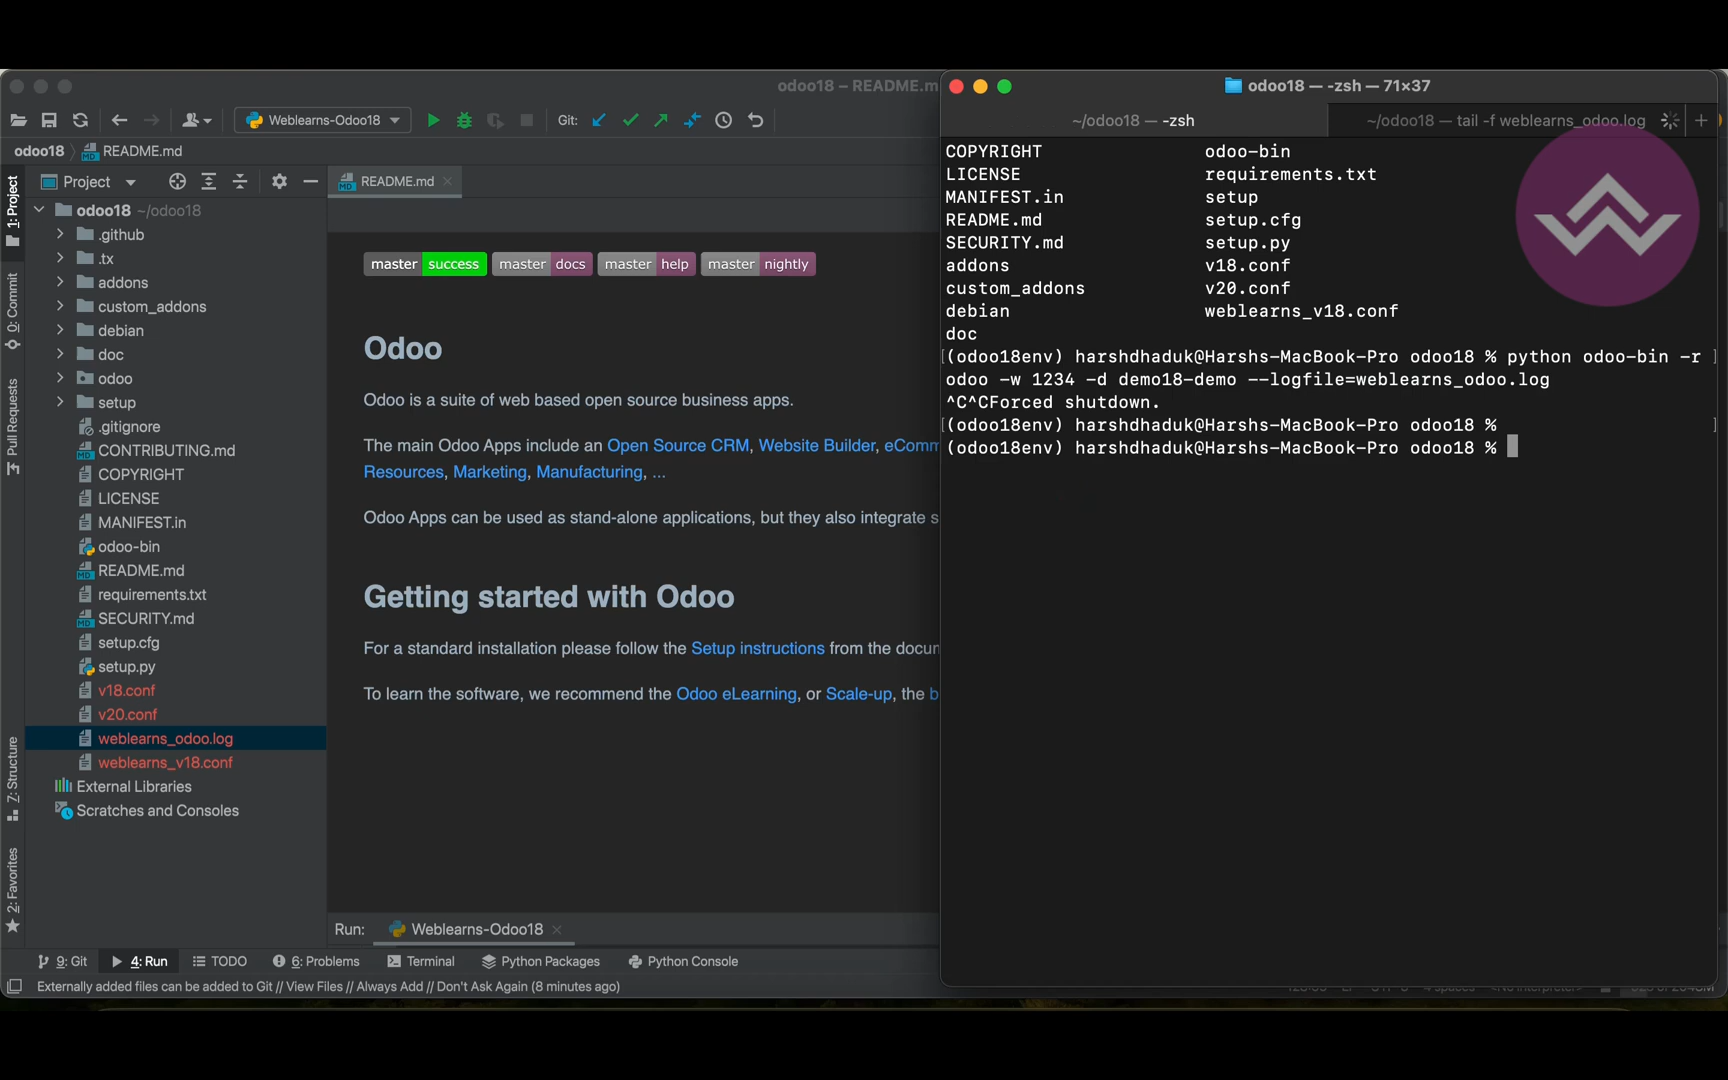 odoo18 – README.m
Weblearns-Odoo18
Git:
odoo18
README.md
Project
README.md
1: Project
0: Commit
Pull Requests
Z: Structure
2: Favorites
odoo18 ~/odoo18
.github
.tx
addons
custom_addons
debian
doc
odoo
setup
.gitignore
CONTRIBUTING.md
COPYRIGHT
LICENSE
MANIFEST.in
odoo-bin
README.md
requirements.txt
SECURITY.md
setup.cfg
setup.py
v18.conf
v20.conf
weblearns_odoo.log
weblearns_v18.conf
External Libraries
Scratches and Consoles
master success master docs master help master nightly
Odoo
Odoo is a suite of web based open source business apps.
The main Odoo Apps include an Open Source CRM, Website Builder, eComm
Resources, Marketing, Manufacturing, ...
Odoo Apps can be used as stand-alone applications, but they also integrate s
Getting started with Odoo
For a standard installation please follow the Setup instructions from the docun
To learn the software, we recommend the Odoo eLearning, or Scale-up, the b
Run: Weblearns-Odoo18
9: Git 4: Run TODO 6: Problems Terminal Python Packages Python Console
Externally added files can be added to Git // View Files // Always Add // Don't Ask Again (8 minutes ago)
odoo18 — -zsh — 71×37
~/odoo18 — -zsh
~/odoo18 — tail -f weblearns_odoo.log
COPYRIGHT odoo-bin
LICENSE requirements.txt
MANIFEST.in setup
README.md setup.cfg
SECURITY.md setup.py
addons v18.conf
custom_addons v20.conf
debian weblearns_v18.conf
doc
[(odoo18env) harshdhaduk@Harshs-MacBook-Pro odoo18 % python odoo-bin -r ]
odoo -w 1234 -d demo18-demo --logfile=weblearns_odoo.log
^C^CForced shutdown.
[(odoo18env) harshdhaduk@Harshs-MacBook-Pro odoo18 % ]
(odoo18env) harshdhaduk@Harshs-MacBook-Pro odoo18 %